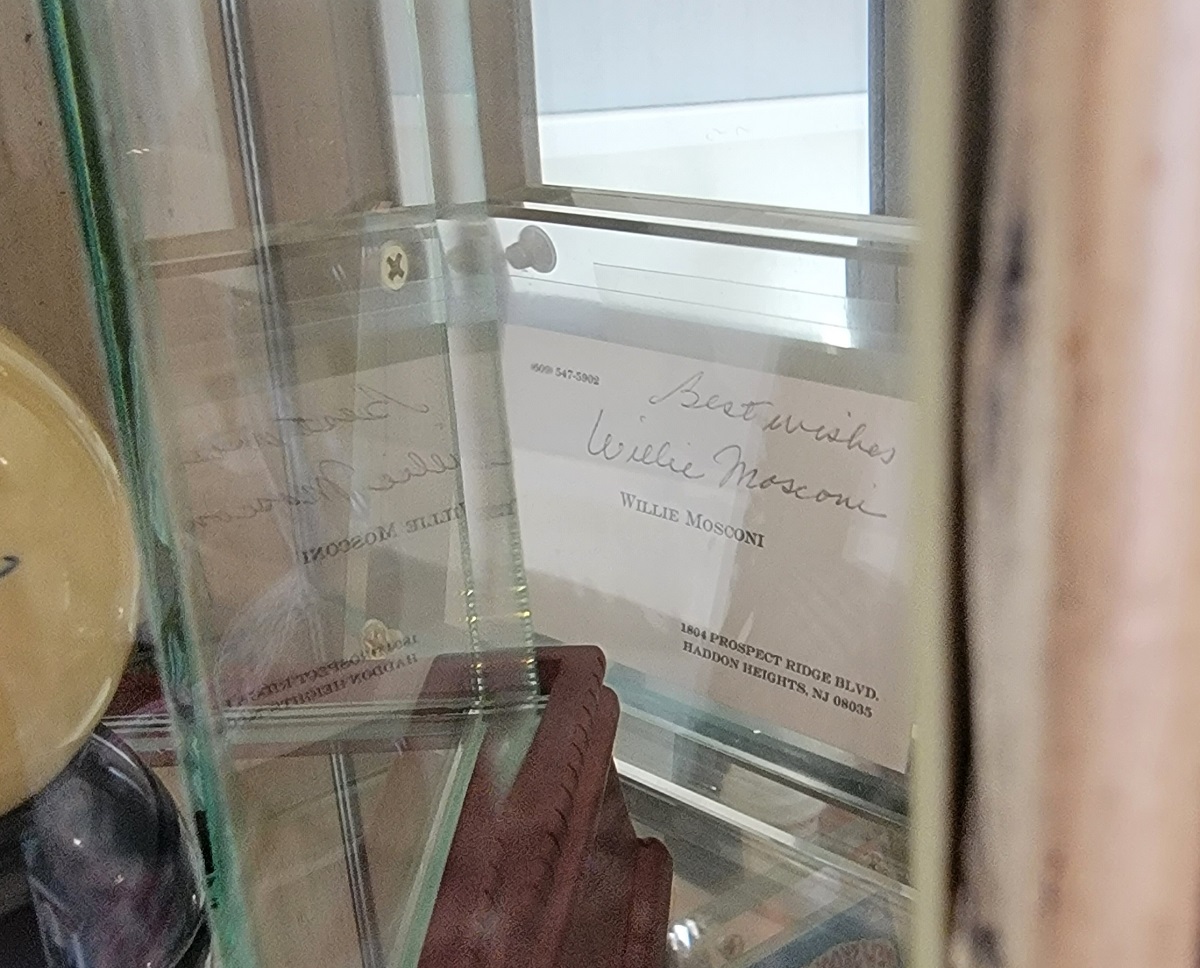 (609) 547-5902
Best wishes
Willie Mosconi
WILLIE MOSCONI
1804 PROSPECT RIDGE BLVD.
HADDON HEIGHTS, NJ 08035